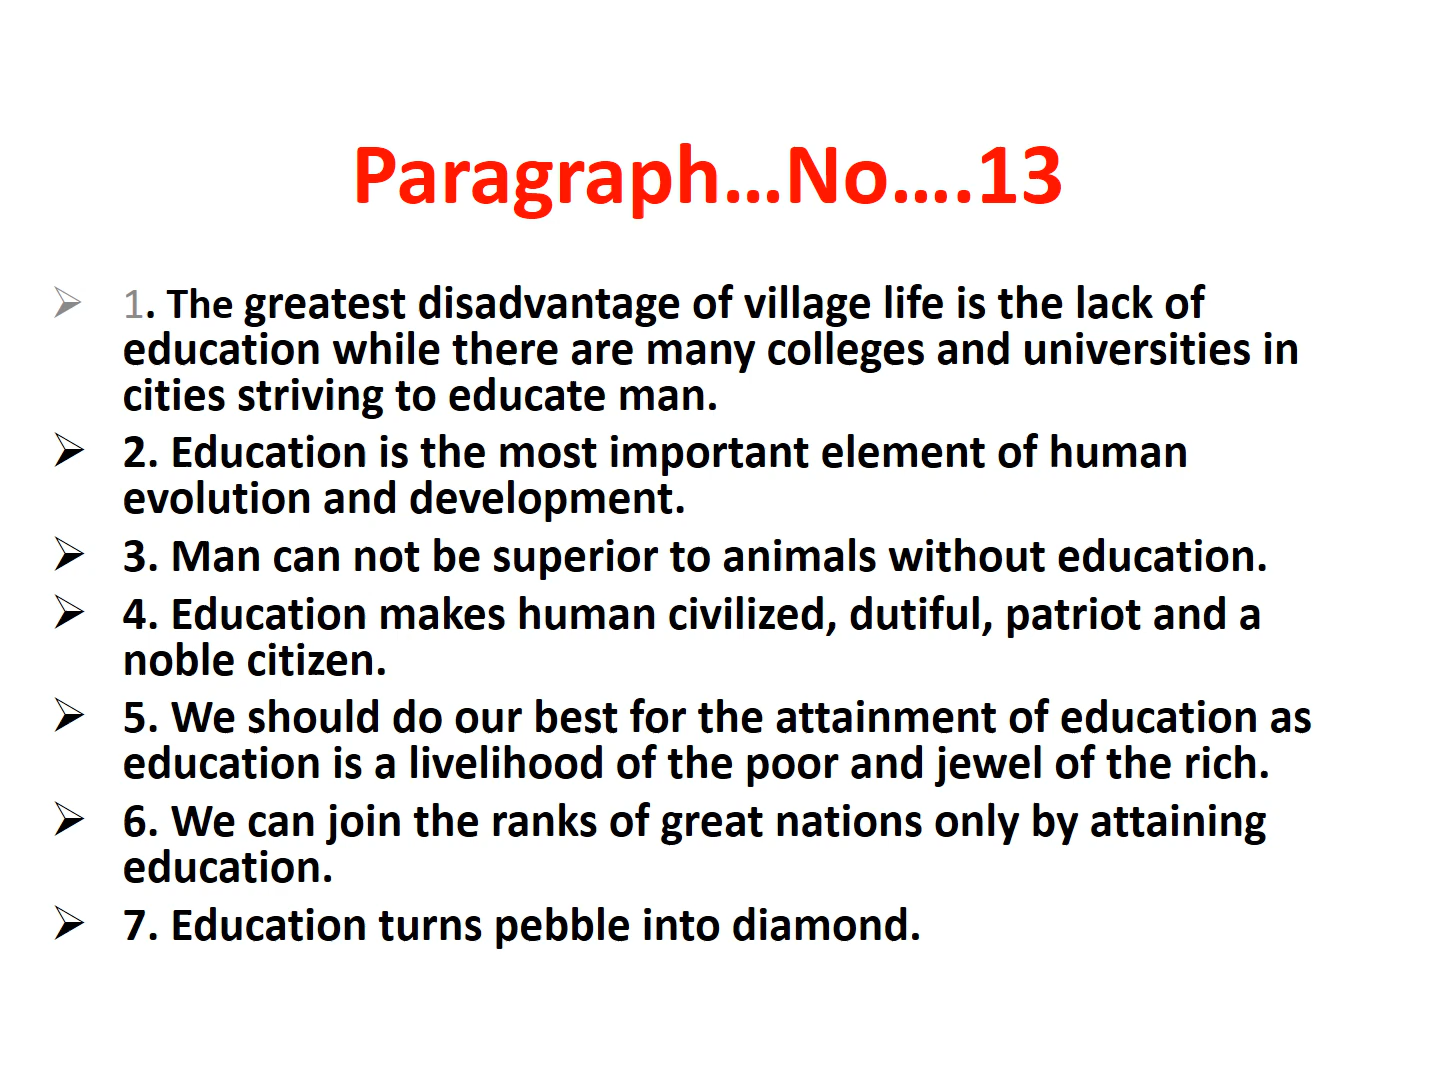 Paragraph...No....13
➢ 1. The greatest disadvantage of village life is the lack of
education while there are many colleges and universities in
cities striving to educate man.
➢ 2. Education is the most important element of human
evolution and development.
➢ 3. Man can not be superior to animals without education.
➢ 4. Education makes human civilized, dutiful, patriot and a
noble citizen.
➢ 5. We should do our best for the attainment of education as
education is a livelihood of the poor and jewel of the rich.
➢ 6. We can join the ranks of great nations only by attaining
education.
➢ 7. Education turns pebble into diamond.